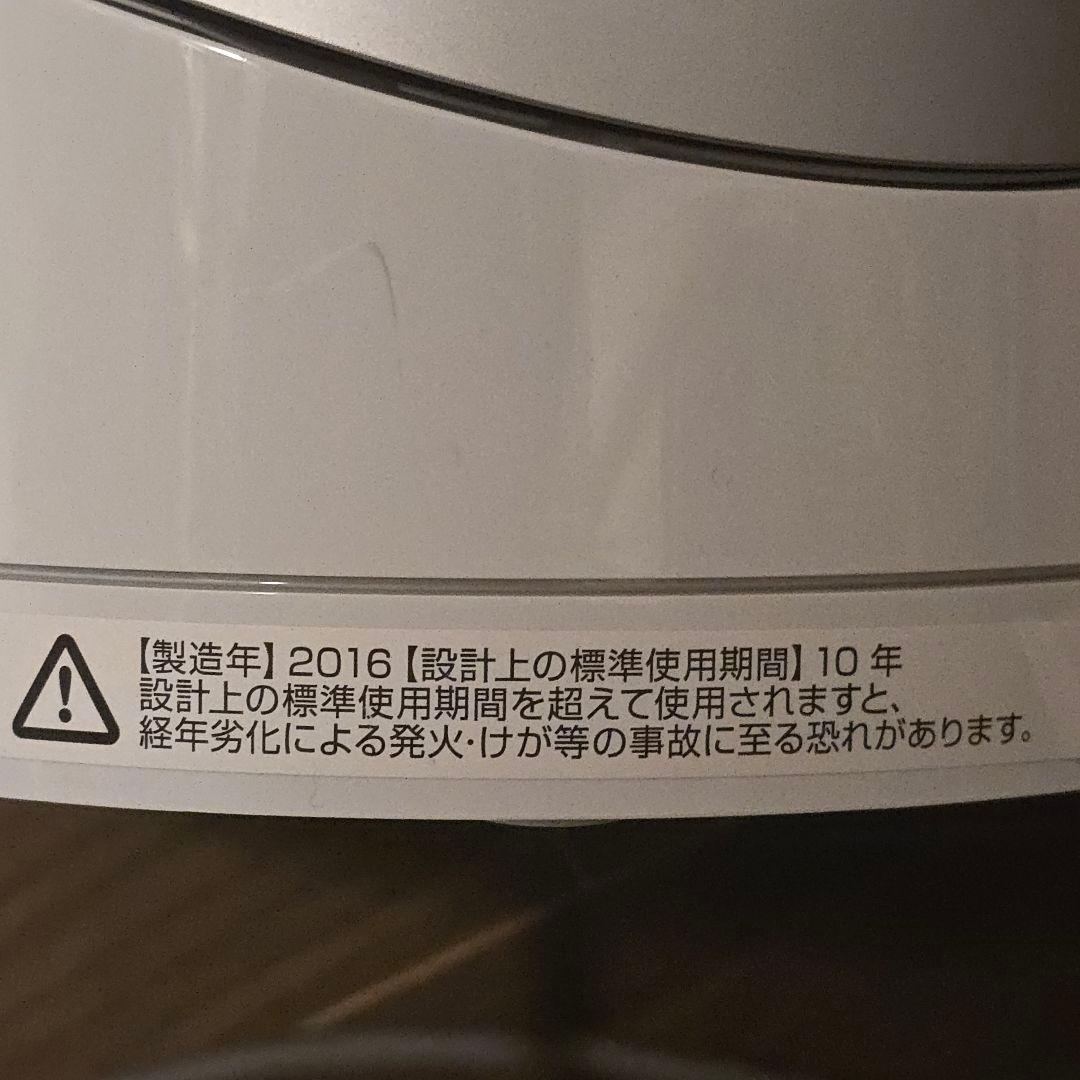 【製造年】2016【設計上の標準使用期間】10年
設計上の標準使用期間を超えて使用されますと、
経年劣化による発火・けが等の事故に至る恐れがあります。